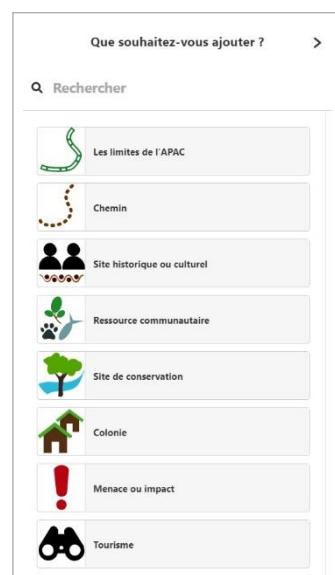 Que souhaitez-vous ajouter ?
Rechercher
Les limites de l'APAC
Chemin
Site historique ou culturel
Ressource communautaire
Site de conservation
Colonie
Menace ou impact
Tourisme